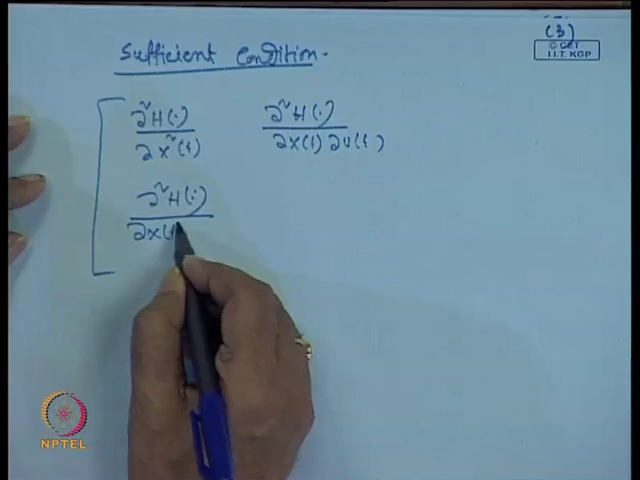 (3)
© CET
I.I.T. KGP
Sufficient Condition.
∂²H(·) ∂²H(·)
∂x²(t) ∂x(t) ∂u(t)
∂²H(·)
∂x(
NPTEL